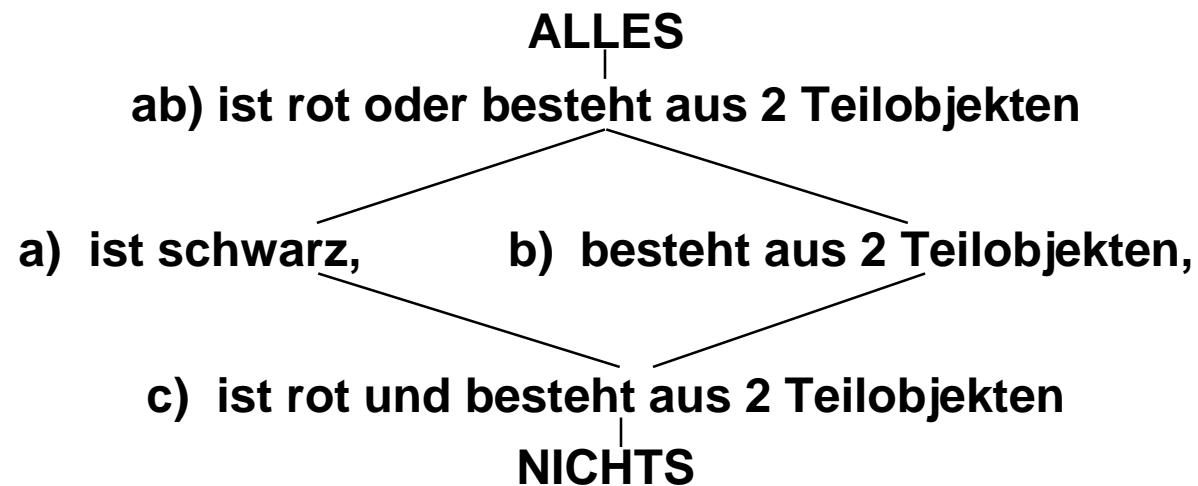 ALLES
ab) ist rot oder besteht aus 2 Teilobjekten
a) ist schwarz, b) besteht aus 2 Teilobjekten,
c) ist rot und besteht aus 2 Teilobjekten
NICHTS